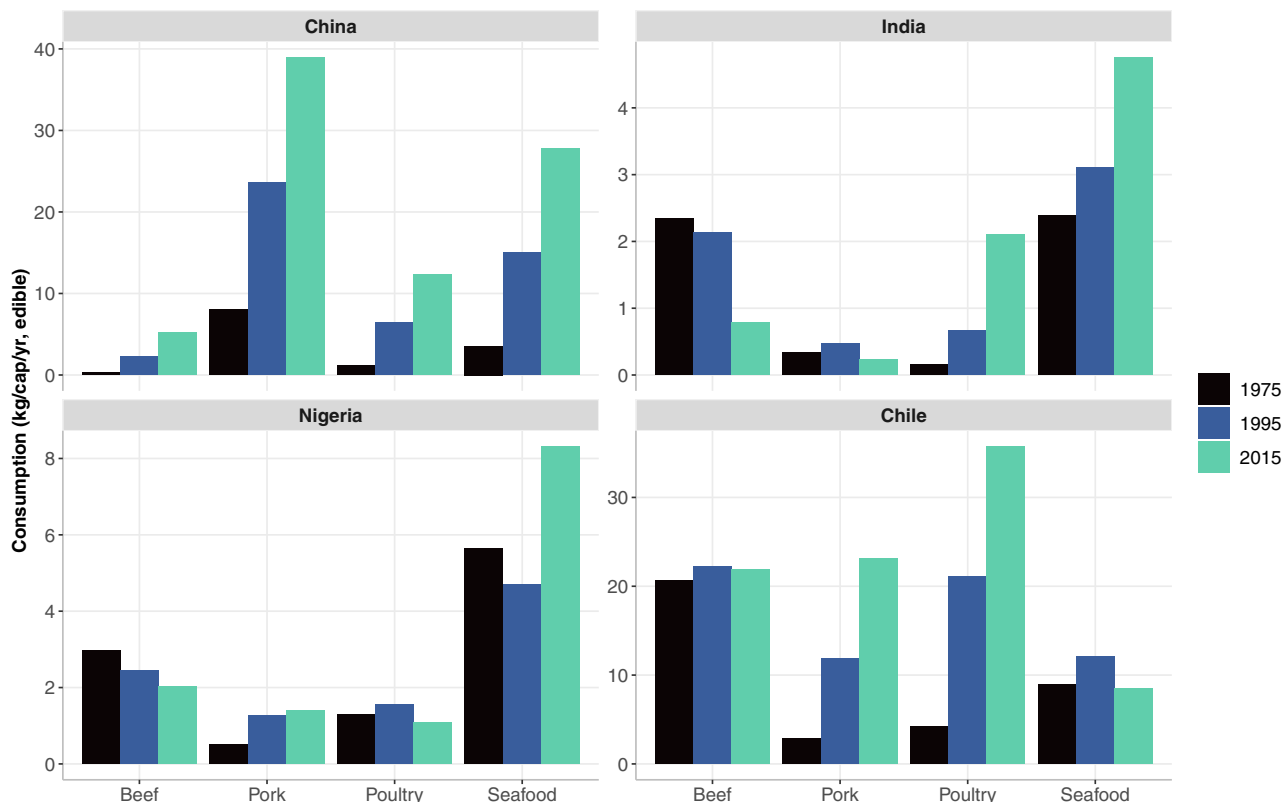 China
India
40
30
20
10
0
4
3
2
1
0
Nigeria
Chile
8
6
4
2
0
30
20
10
0
Beef
Pork
Poultry
Seafood
Beef
Pork
Poultry
Seafood
Consumption (kg/cap/yr, edible)
1975
1995
2015